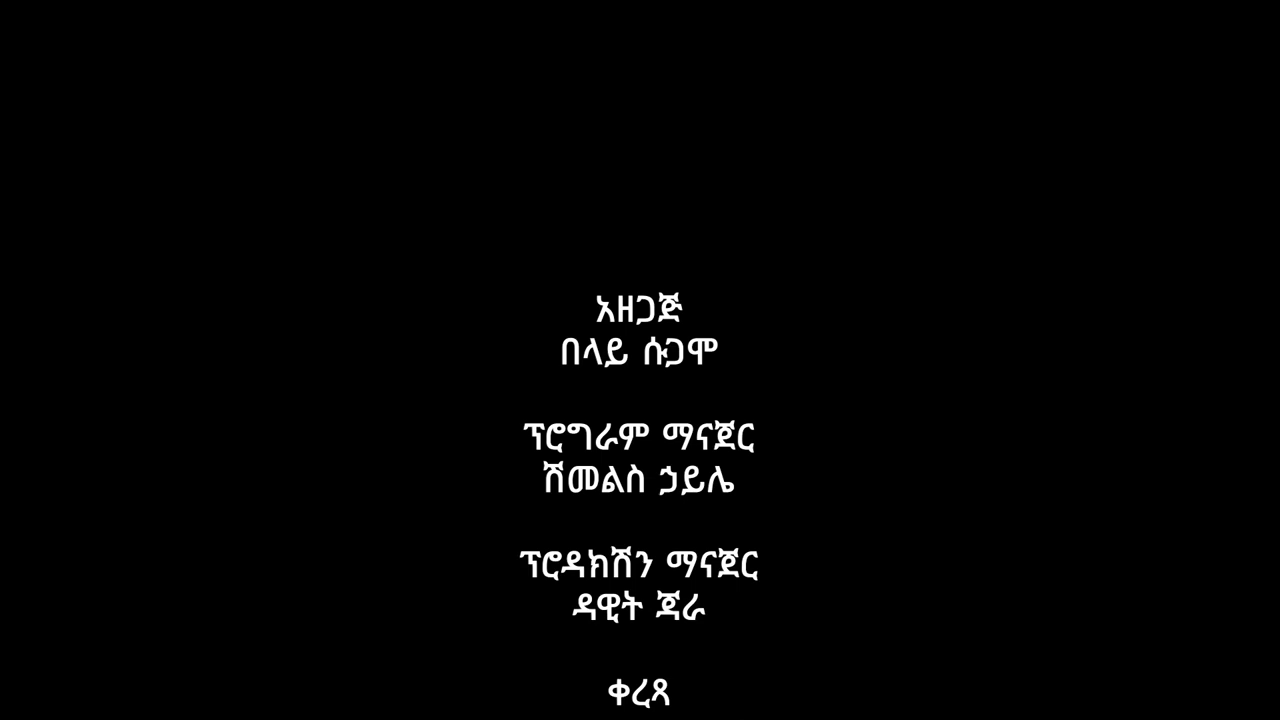 አዘጋጅ
በላይ ሱጋሞ
ፕሮግራም ማናጀር
ሽመልስ ኃይሌ
ፕሮዳክሽን ማናጀር
ዳዊት ጃራ
ቀረጻ